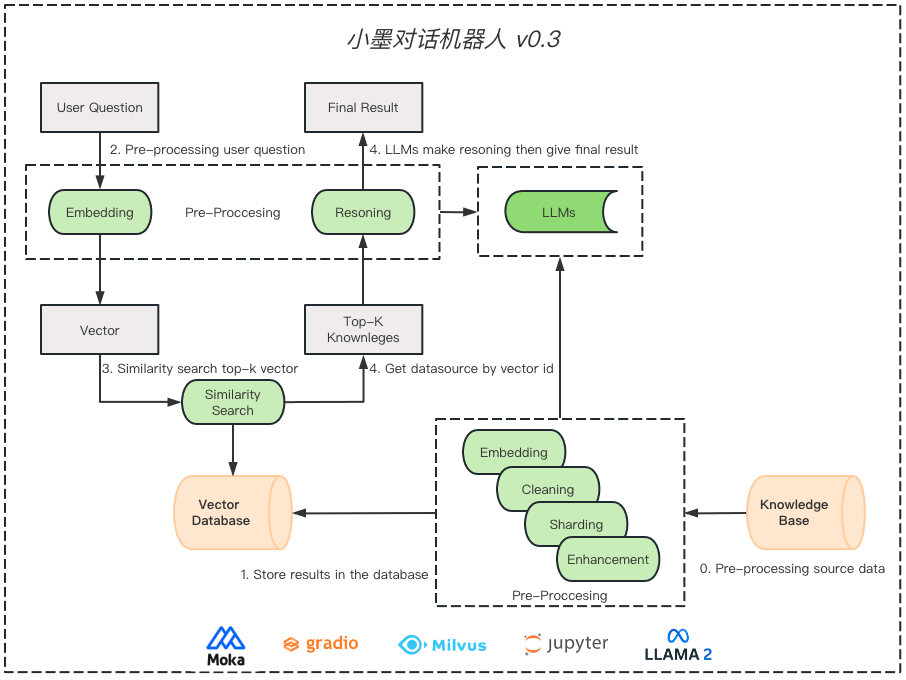 小墨对话机器人 v0.3
User Question
Final Result
2. Pre-processing user question
4. LLMs make resoning then give final result
Embedding
Pre-Proccesing
Resoning
LLMs
Vector
Top-K
Knownleges
3. Similarity search top-k vector
4. Get datasource by vector id
Similarity
Search
Embedding
Cleaning
Sharding
Enhancement
Pre-Proccesing
Vector
Database
Knowledge
Base
1. Store results in the database
0. Pre-processing source data
Moka
gradio
Milvus
jupyter
LLAMA 2